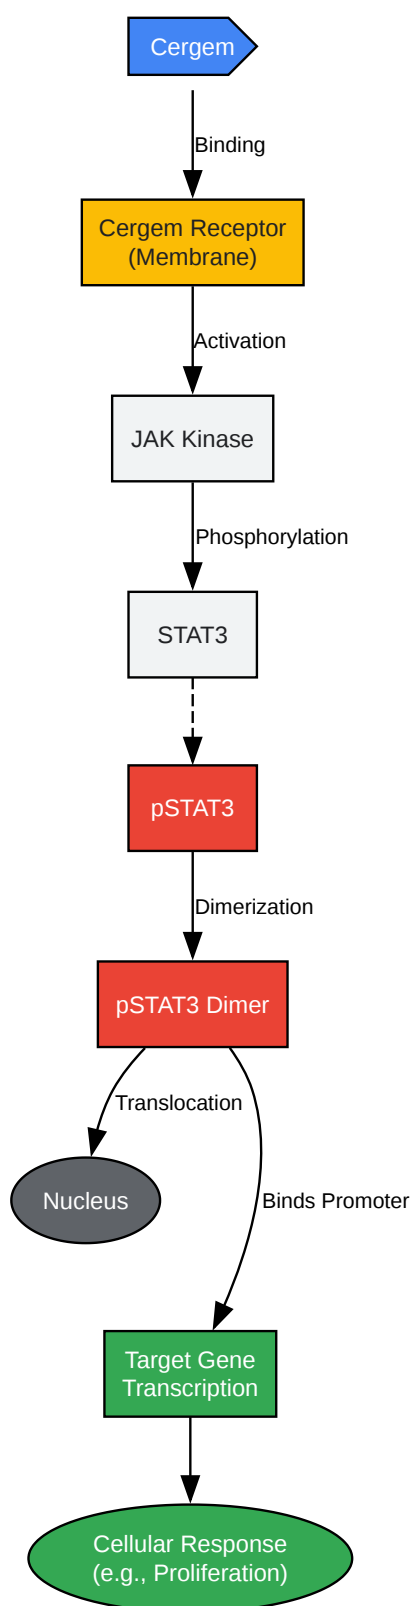 Cergem
Binding
Cergem Receptor
(Membrane)
Activation
JAK Kinase
Phosphorylation
STAT3
pSTAT3
Dimerization
pSTAT3 Dimer
Translocation
Nucleus
Binds Promoter
Target Gene
Transcription
Cellular Response
(e.g., Proliferation)